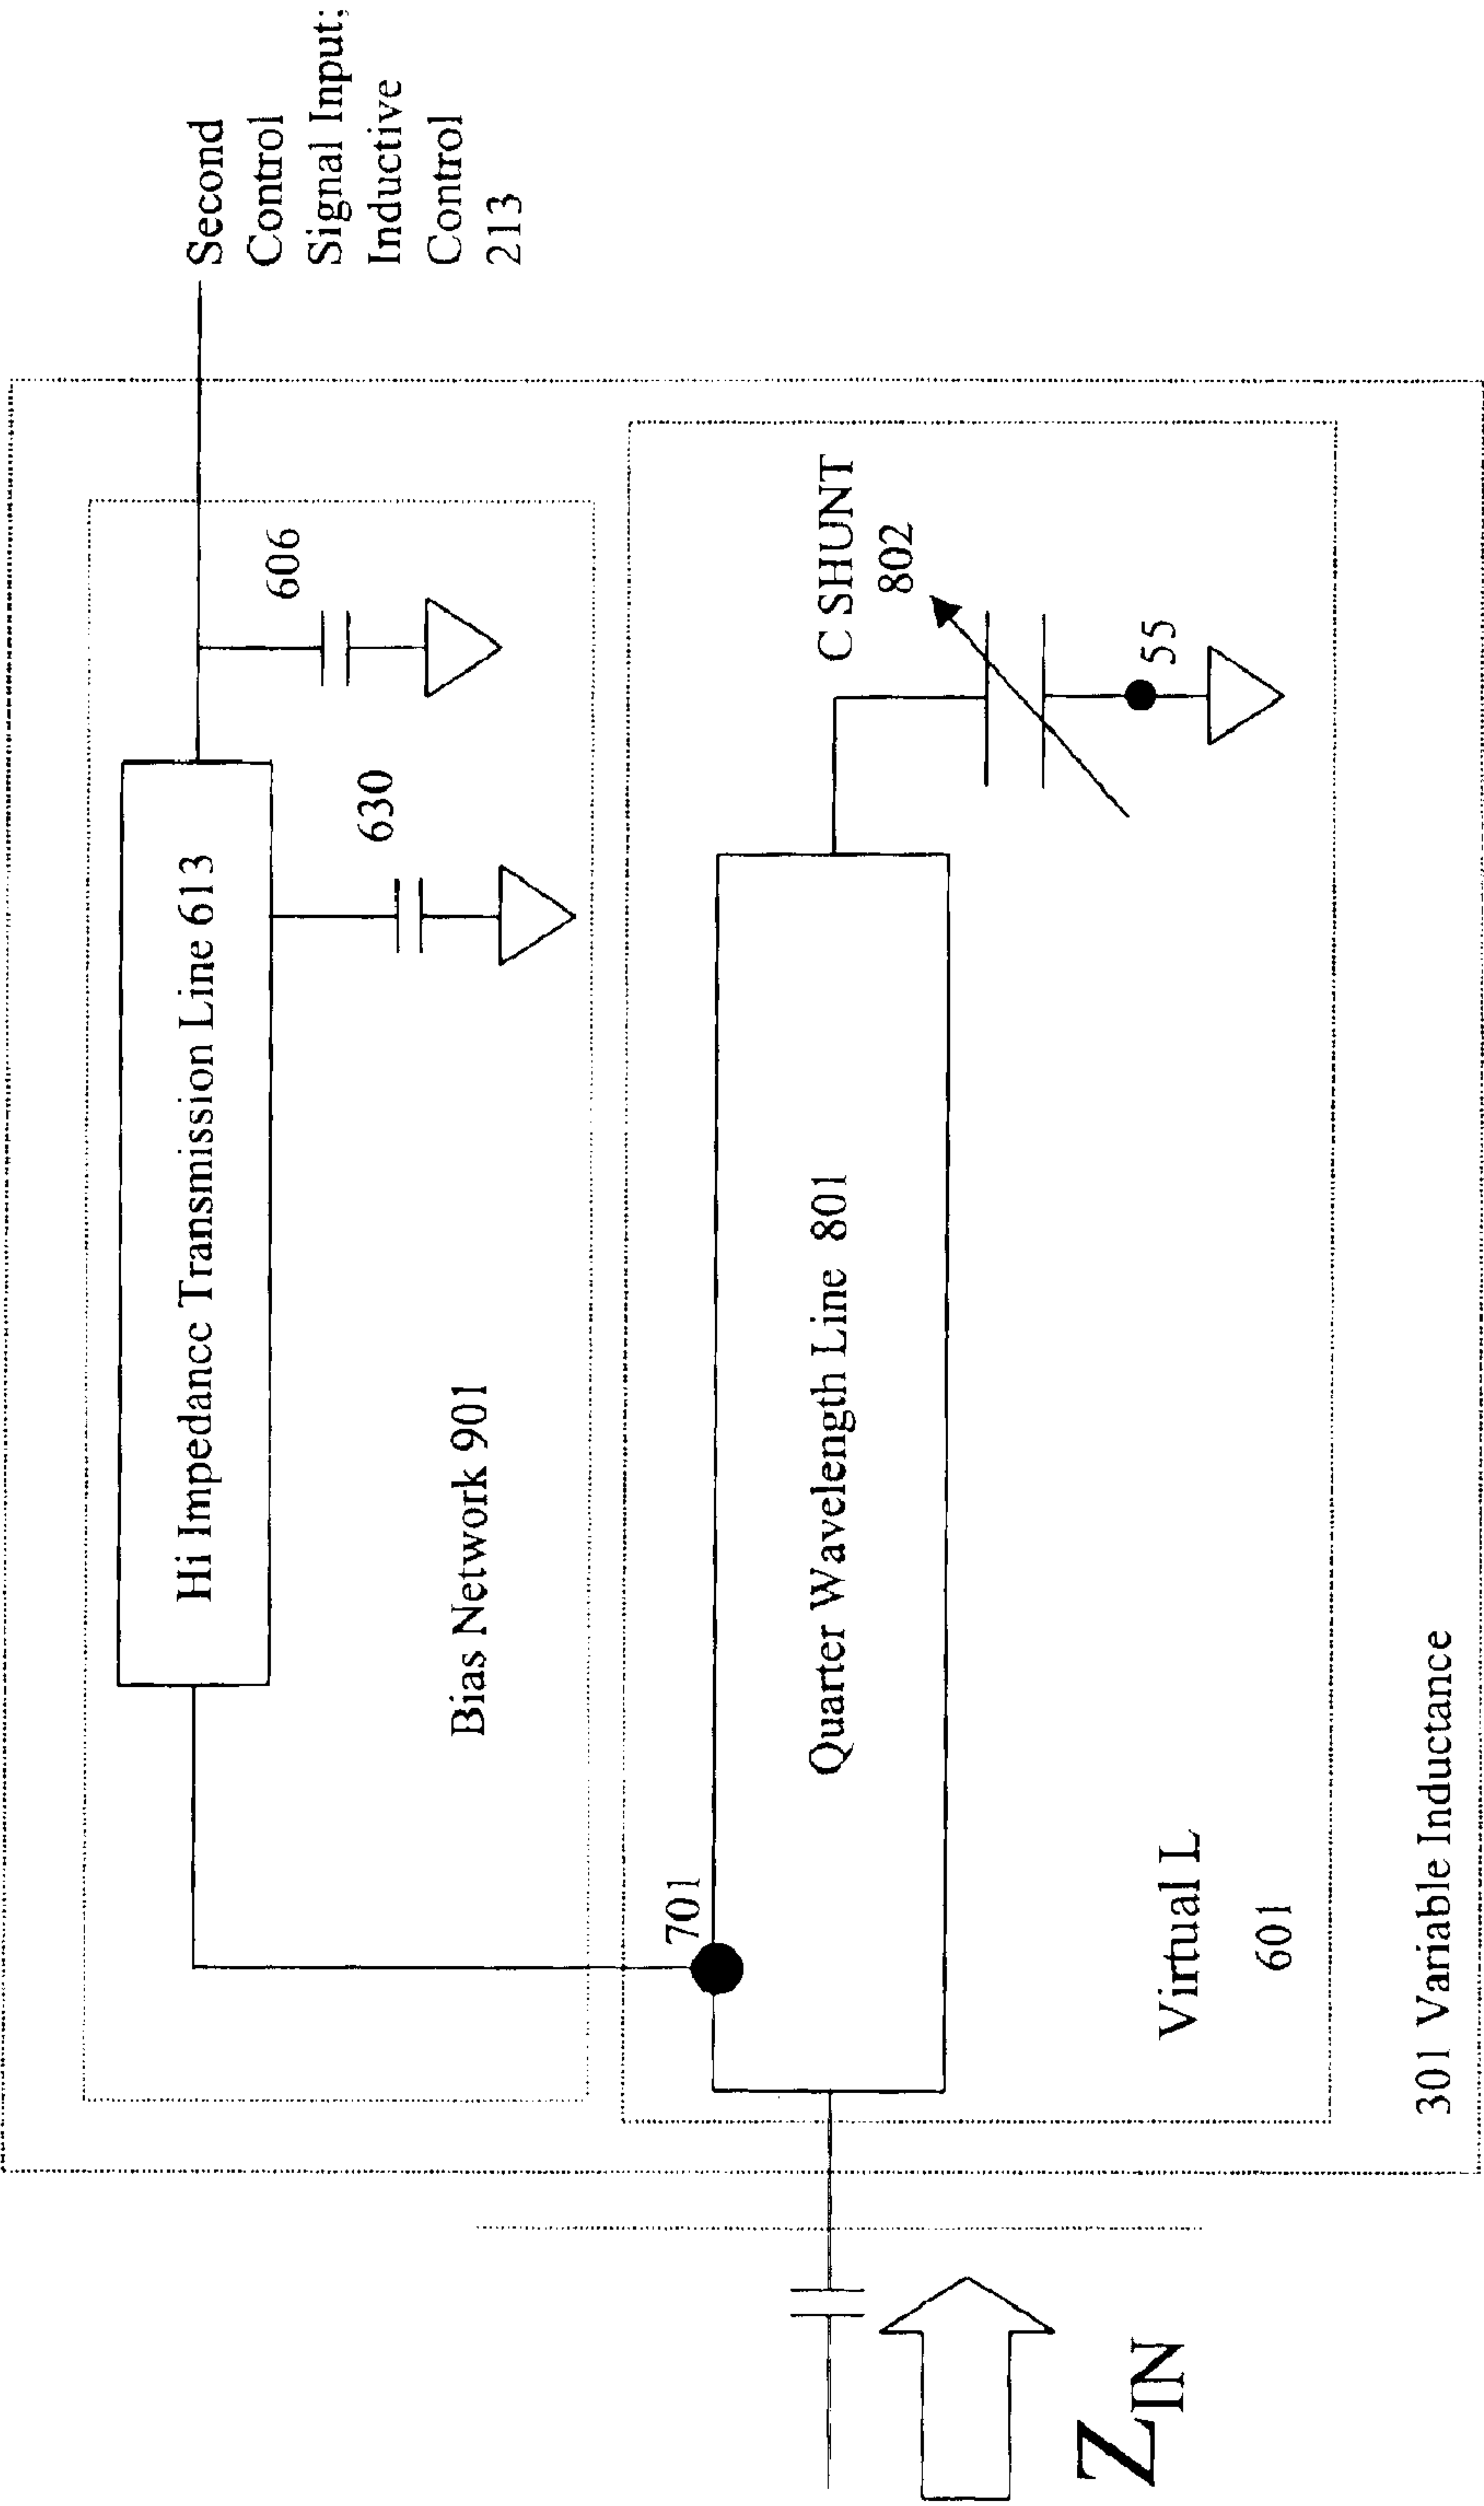 Second
Control
Signal Input;
Inductive
Control
213
606
Hi Impedance Transmission Line 613
630
Bias Network 901
C SHUNT
802
701
Quarter Wavelength Line 801
55
Virtual L
601
301 Variable Inductance
ZIN